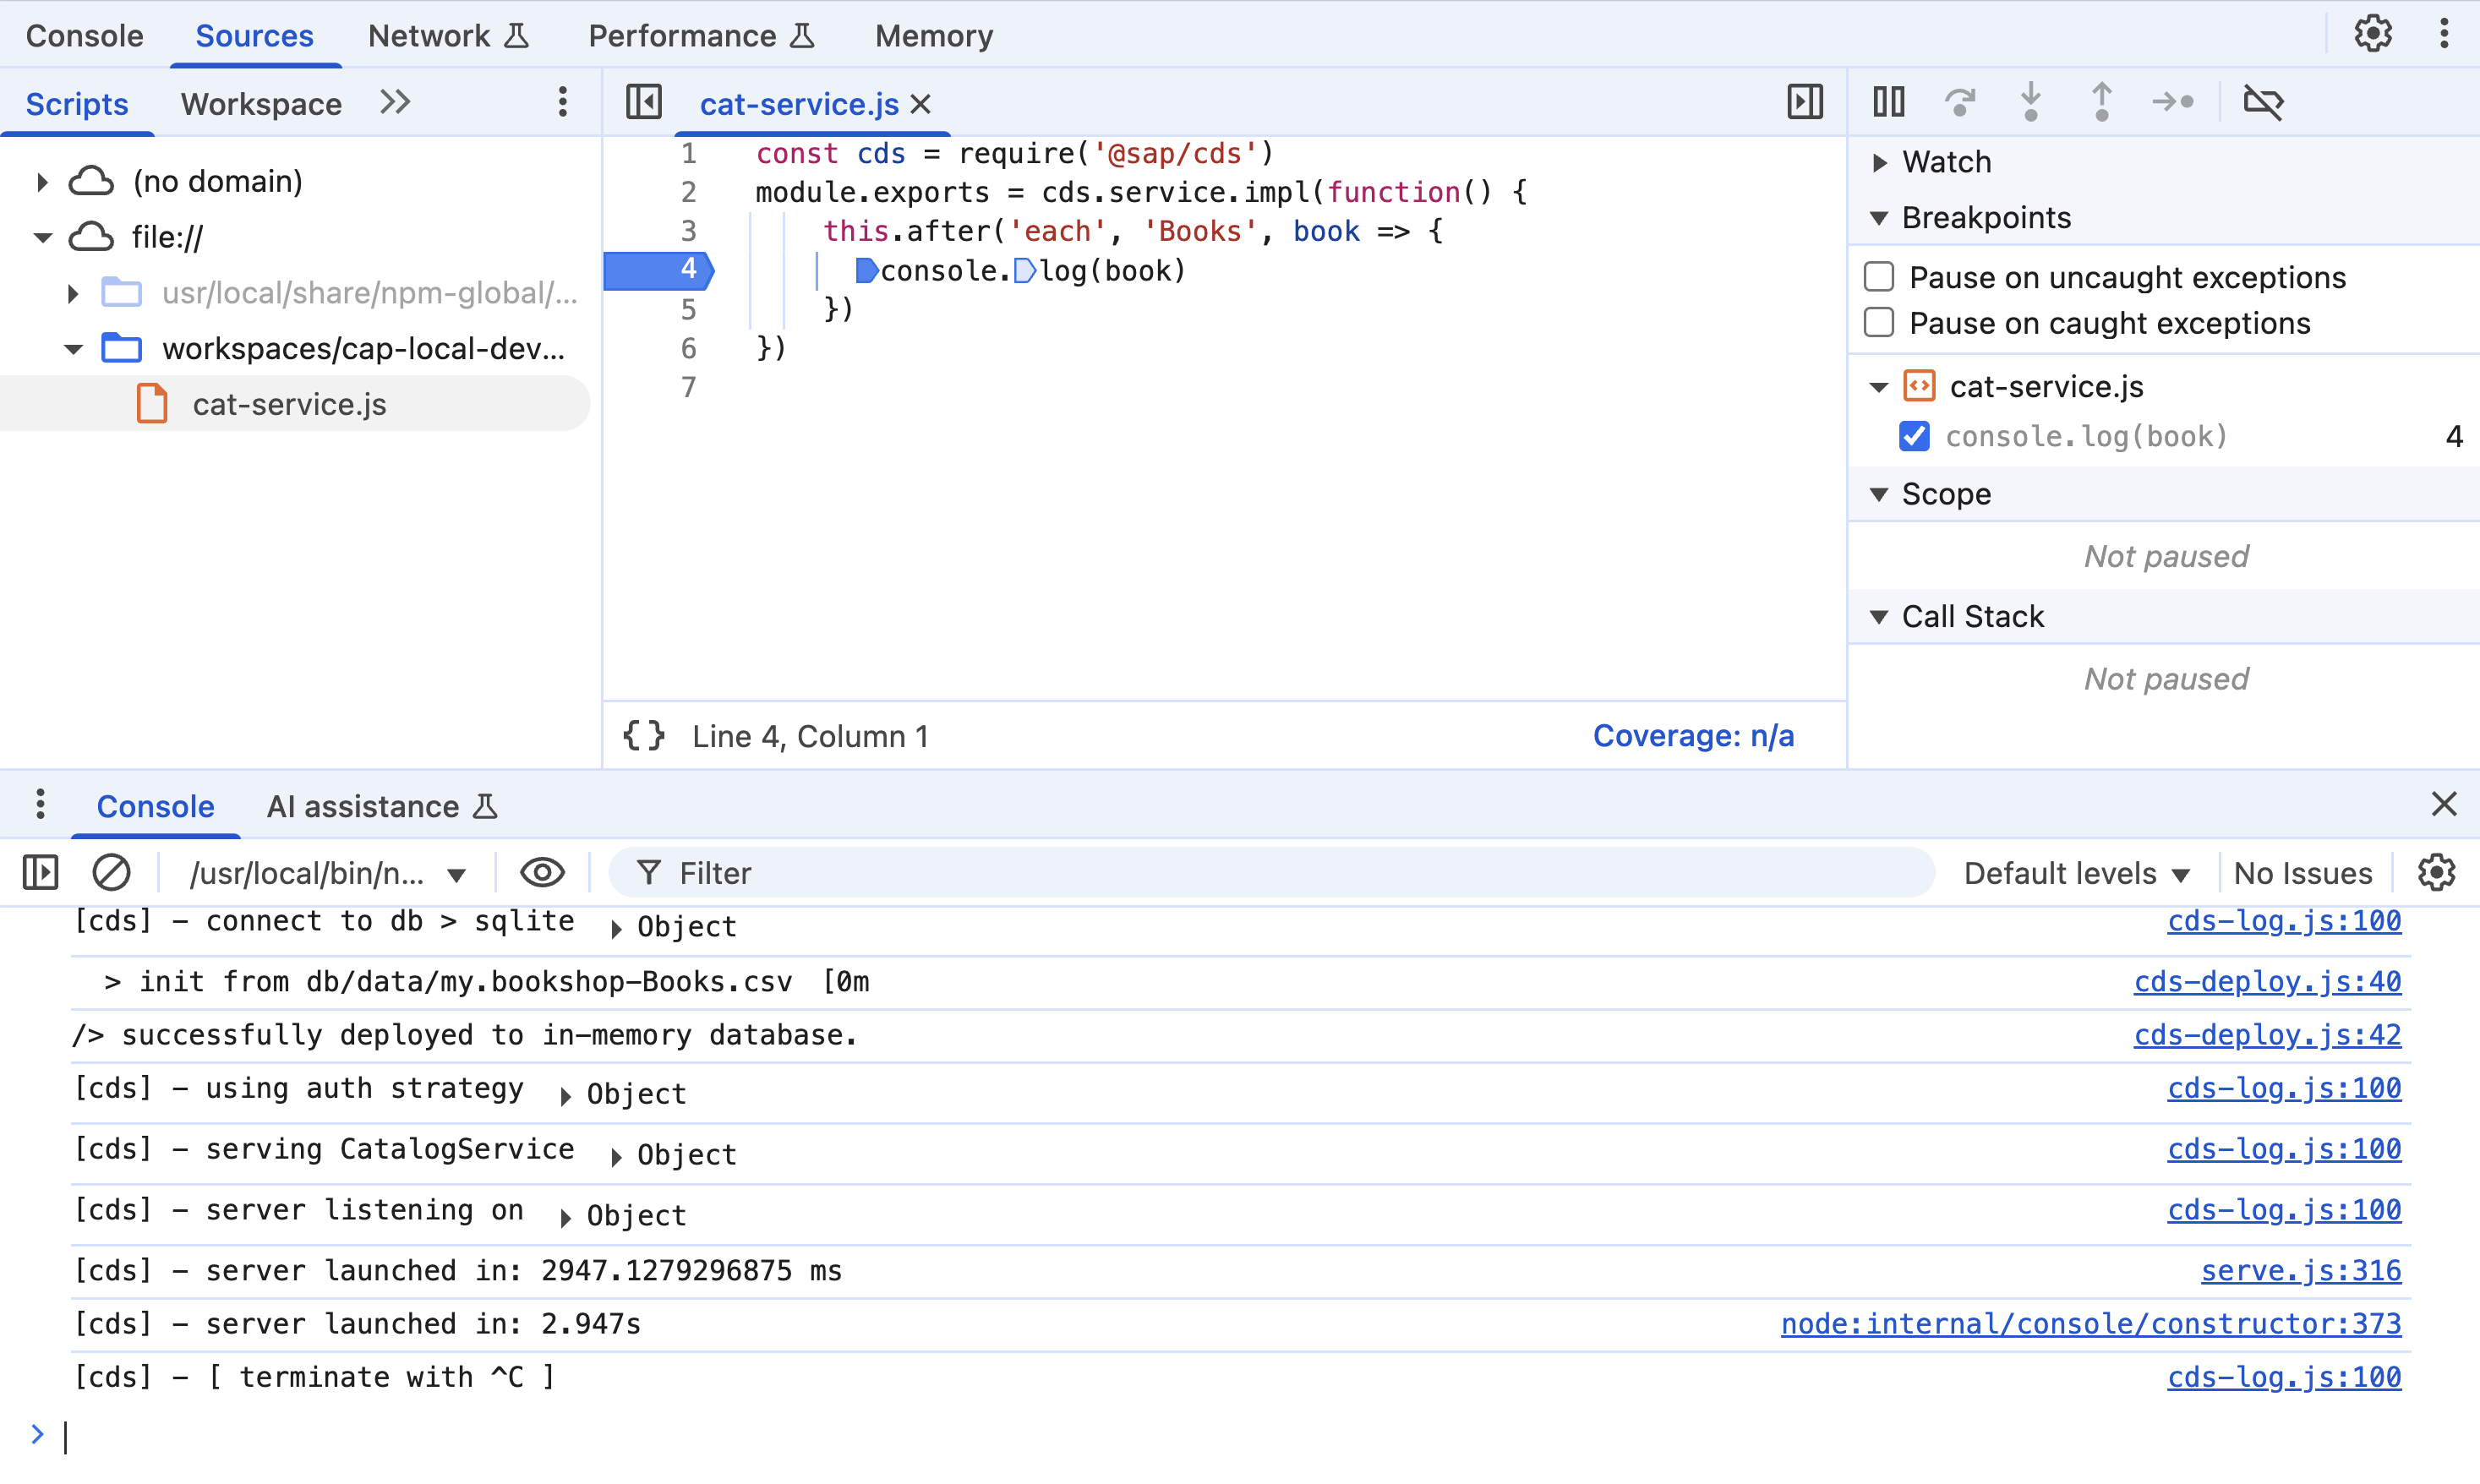 Console Sources Network Performance Memory
Scripts Workspace
(no domain)
file://
usr/local/share/npm-global/...
workspaces/cap-local-dev...
cat-service.js
cat-service.js
1 const cds = require('@sap/cds')
2 module.exports = cds.service.impl(function() {
3 this.after('each', 'Books', book => {
4 console.log(book)
5 })
6 })
7
{ } Line 4, Column 1 Coverage: n/a
Watch
Breakpoints
Pause on uncaught exceptions
Pause on caught exceptions
cat-service.js
console.log(book) 4
Scope
Not paused
Call Stack
Not paused
Console AI assistance
/usr/local/bin/n... Filter Default levels No Issues
[cds] - connect to db > sqlite Object cds-log.js:100
> init from db/data/my.bookshop-Books.csv [0m cds-deploy.js:40
/> successfully deployed to in-memory database. cds-deploy.js:42
[cds] - using auth strategy Object cds-log.js:100
[cds] - serving CatalogService Object cds-log.js:100
[cds] - server listening on Object cds-log.js:100
[cds] - server launched in: 2947.1279296875 ms serve.js:316
[cds] - server launched in: 2.947s node:internal/console/constructor:373
[cds] - [ terminate with ^C ] cds-log.js:100
>